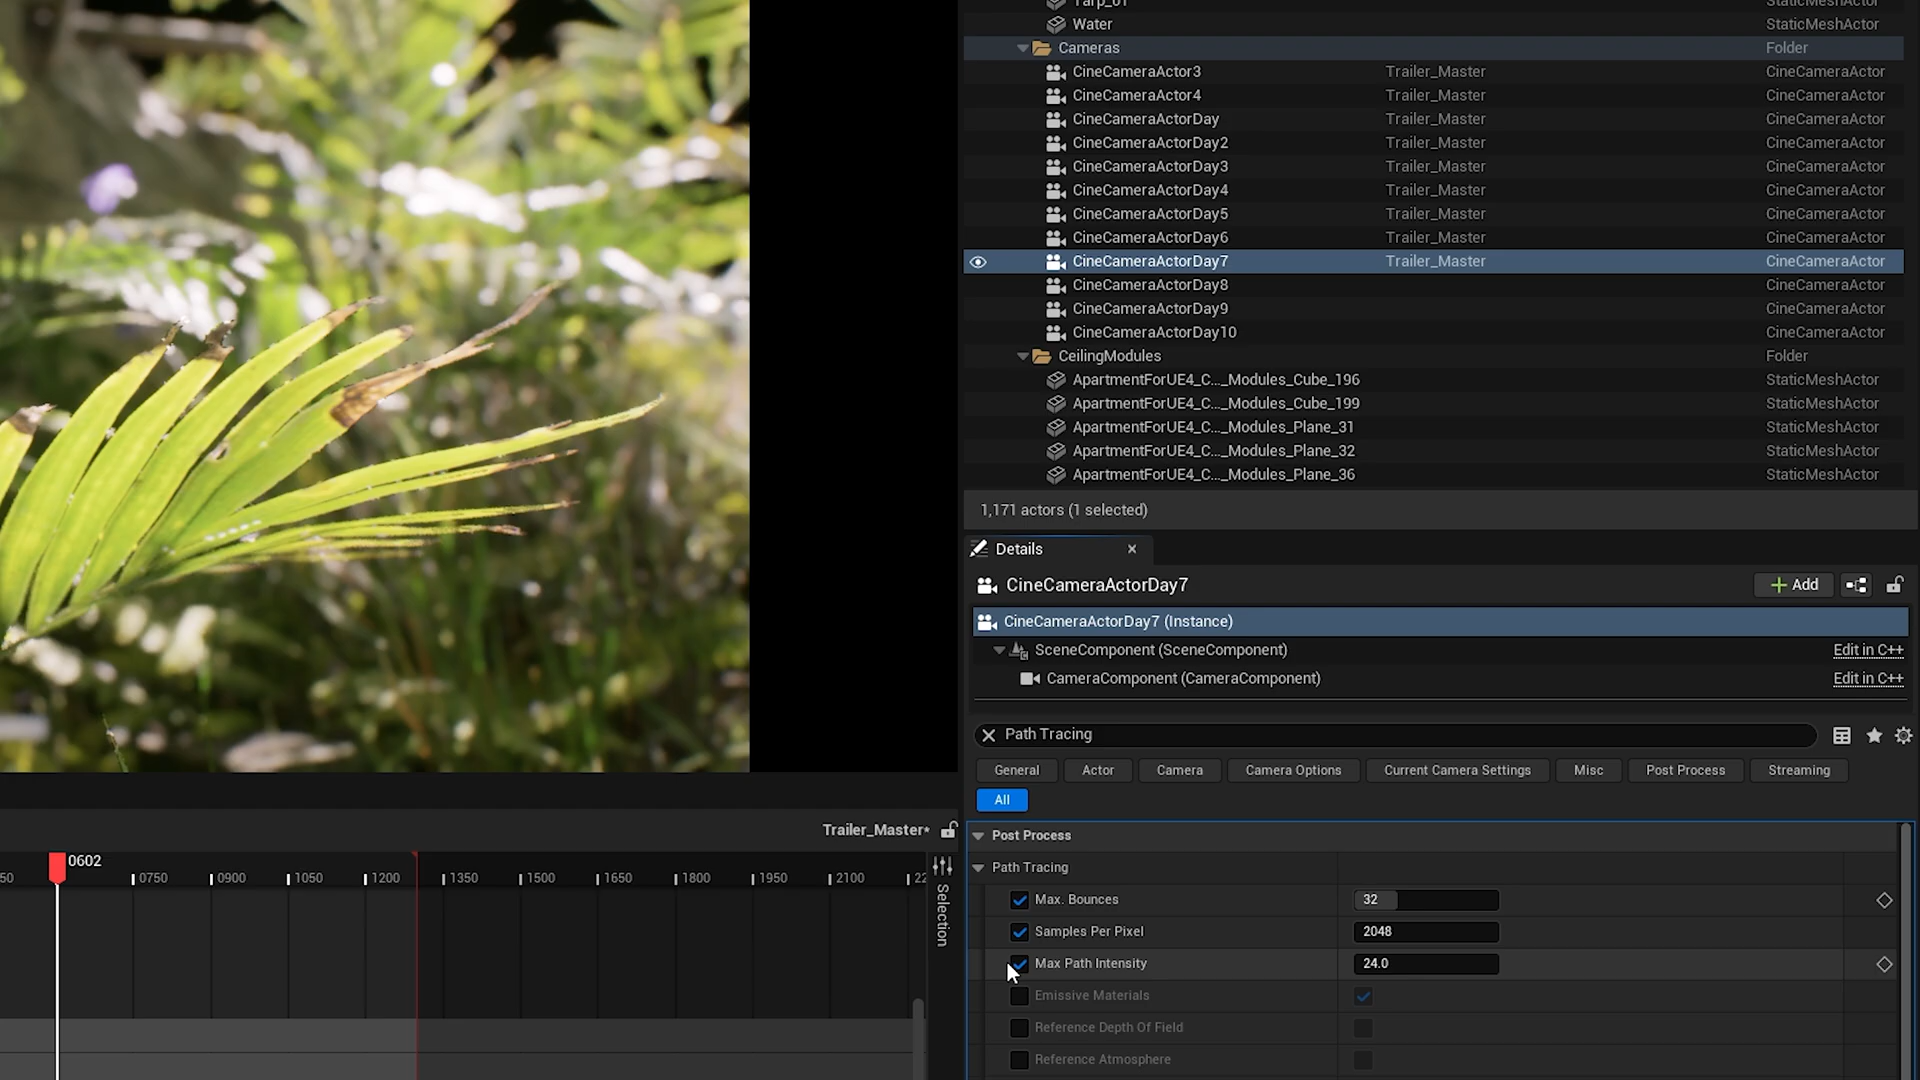 Tarp_01 StaticMeshActor
Water StaticMeshActor
Cameras Folder
CineCameraActor3 Trailer_Master CineCameraActor
CineCameraActor4 Trailer_Master CineCameraActor
CineCameraActorDay Trailer_Master CineCameraActor
CineCameraActorDay2 Trailer_Master CineCameraActor
CineCameraActorDay3 Trailer_Master CineCameraActor
CineCameraActorDay4 Trailer_Master CineCameraActor
CineCameraActorDay5 Trailer_Master CineCameraActor
CineCameraActorDay6 Trailer_Master CineCameraActor
CineCameraActorDay7 Trailer_Master CineCameraActor
CineCameraActorDay8 CineCameraActor
CineCameraActorDay9 CineCameraActor
CineCameraActorDay10 CineCameraActor
CeilingModules Folder
ApartmentForUE4_C..._Modules_Cube_196 StaticMeshActor
ApartmentForUE4_C..._Modules_Cube_199 StaticMeshActor
ApartmentForUE4_C..._Modules_Plane_31 StaticMeshActor
ApartmentForUE4_C..._Modules_Plane_32 StaticMeshActor
ApartmentForUE4_C..._Modules_Plane_36 StaticMeshActor
1,171 actors (1 selected)
Details
CineCameraActorDay7 Add
CineCameraActorDay7 (Instance)
SceneComponent (SceneComponent) Edit in C++
CameraComponent (CameraComponent) Edit in C++
Path Tracing
General Actor Camera Camera Options Current Camera Settings Misc Post Process Streaming
All
Post Process
Path Tracing
Max. Bounces 32
Samples Per Pixel 2048
Max Path Intensity 24.0
Emissive Materials
Reference Depth Of Field
Reference Atmosphere
Trailer_Master*
0602
50 0750 0900 1050 1200 1350 1500 1650 1800 1950 2100 22
Selection